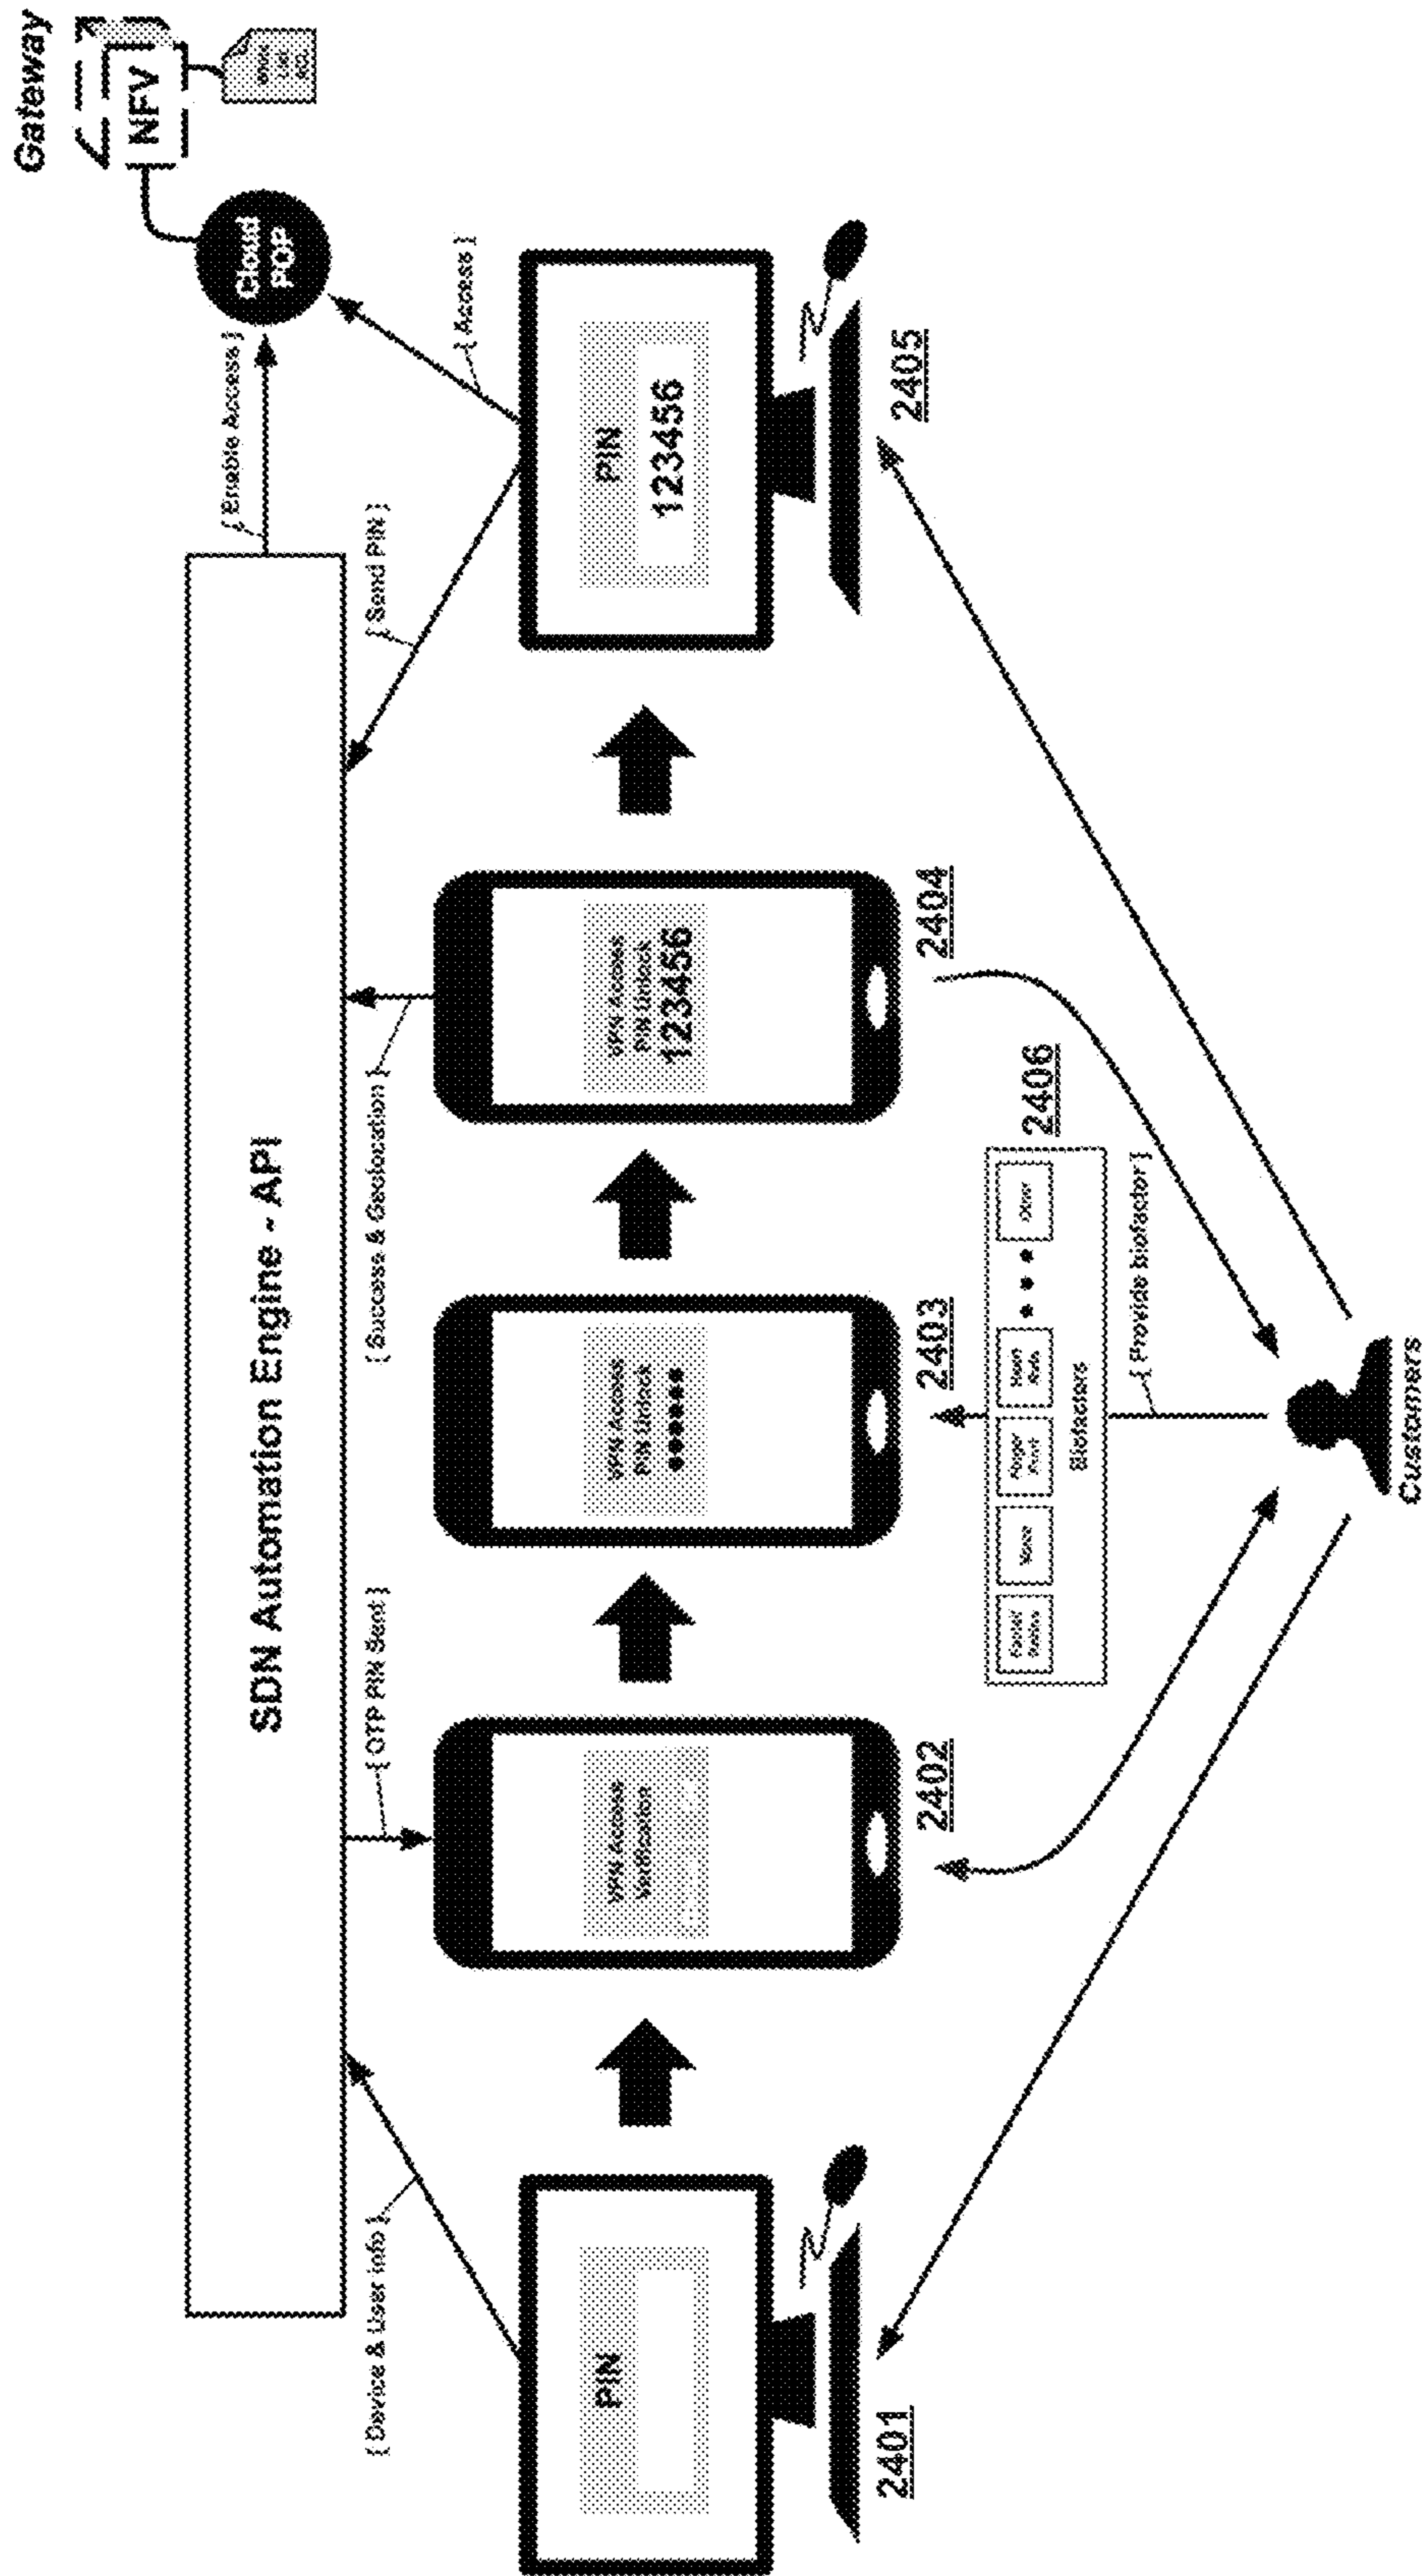 Gateway
NFV
Cloud
POP
[ Enable Access ]
[ Access ]
SDN Automation Engine - API
[ Device & User info ]
[ OTP PIN Sent ]
[ Success & Geolocation ]
[ Send PIN ]
PIN
VPN Access
Verification
VPN Access
PIN Unlock
●●●●●●
VPN Access
PIN Unlock
123456
PIN
123456
2401
2402
2403
2404
2405
2406
Voice
Finger
Print
Heart
Rate
Other
Biofactors
[ Provide biofactor ]
Customers